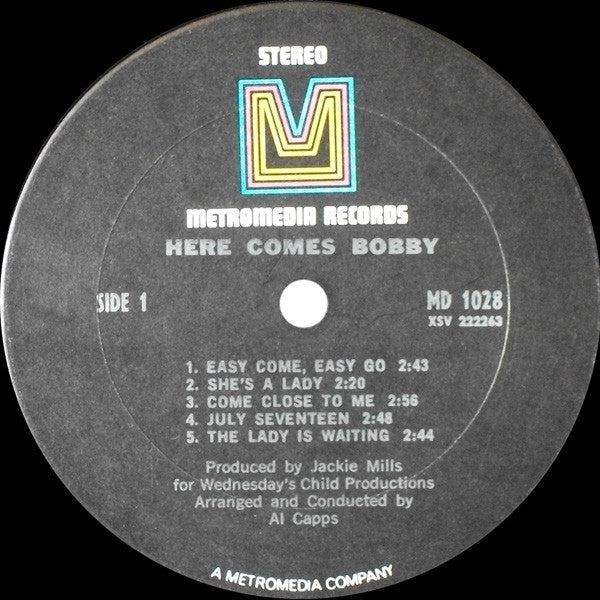 STEREO
METROMEDIA RECORDS
HERE COMES BOBBY
SIDE 1
MD 1028
XSV 222263
1. EASY COME, EASY GO 2:43
2. SHE'S A LADY 2:20
3. COME CLOSE TO ME 2:56
4. JULY SEVENTEEN 2:48
5. THE LADY IS WAITING 2:44
Produced by Jackie Mills
for Wednesday's Child Productions
Arranged and Conducted by
Al Capps
A METROMEDIA COMPANY